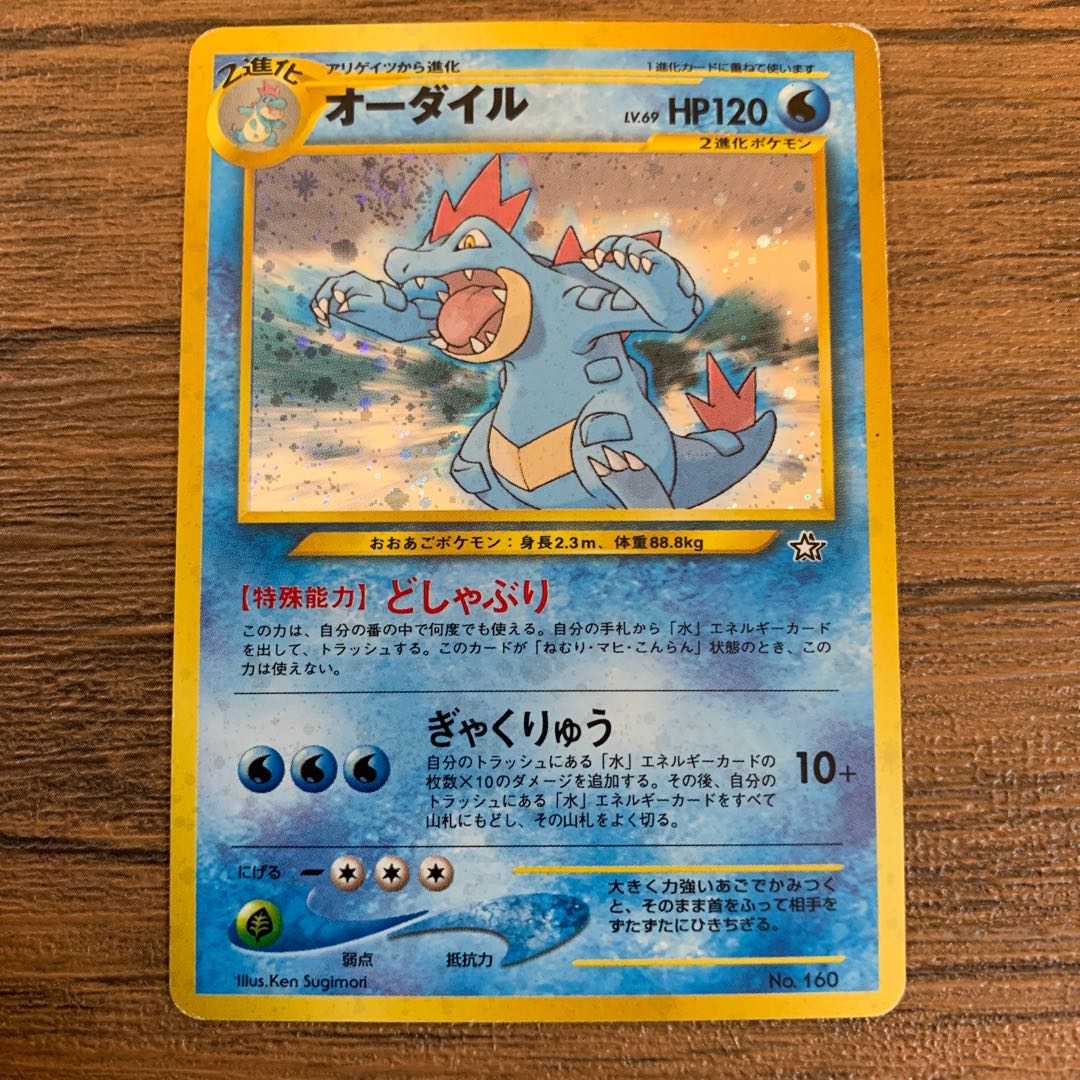 2進化
アリゲイツから進化
1進化カードに重ねて使います
オーダイル
LV.69 HP120
2進化ポケモン
おおあごポケモン:身長2.3m、体重88.8kg
【特殊能力】どしゃぶり
この力は、自分の番の中で何度でも使える。自分の手札から「水」エネルギーカード
を出して、トラッシュする。このカードが「ねむり・マヒ・こんらん」状態のとき、この
力は使えない。
ぎゃくりゅう
自分のトラッシュにある「水」エネルギーカードの
枚数×10のダメージを追加する。その後、自分の
トラッシュにある「水」エネルギーカードをすべて
山札にもどし、その山札をよく切る。
10+
にげる
大きく力強いあごでかみつく
と、そのまま首をふって相手を
ずたずたにひきちぎる。
弱点
抵抗力
Illus.Ken Sugimori
No. 160